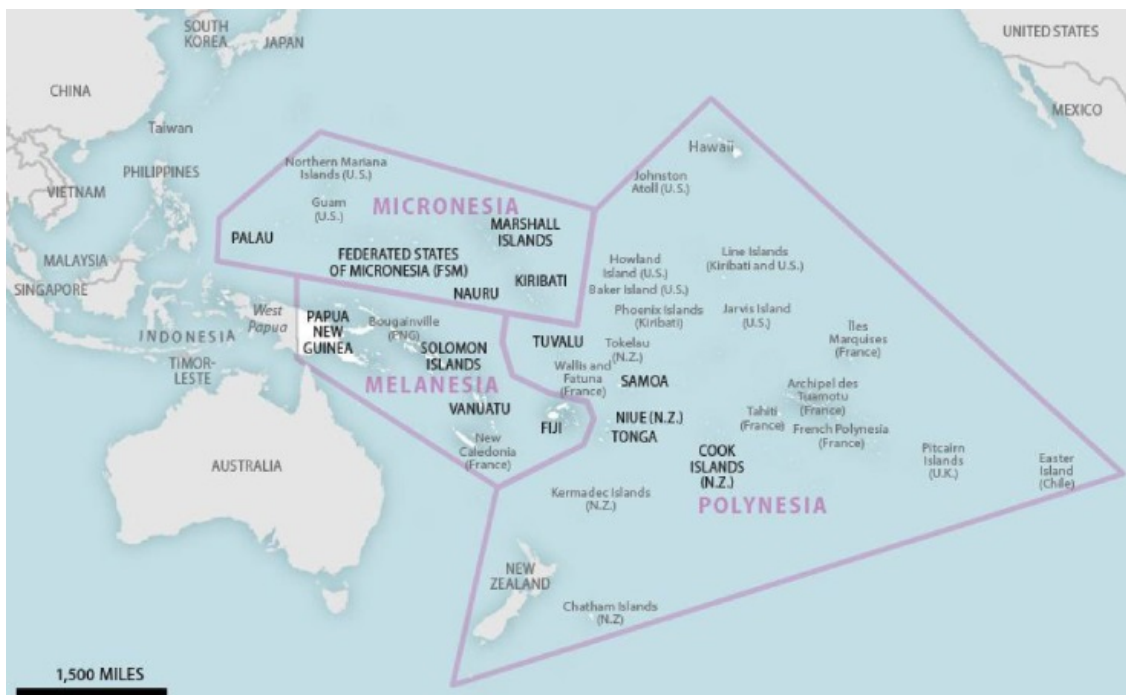 SOUTH
KOREA
JAPAN
UNITED STATES
CHINA
MEXICO
Taiwan
Hawaii
Northern Mariana
Islands (U.S.)
PHILIPPINES
Johnston
Atoll (U.S.)
VIETNAM
Guam
(U.S.)
MICRONESIA
MARSHALL
ISLANDS
PALAU
FEDERATED STATES
OF MICRONESIA (FSM)
MALAYSIA
Howland
Island (U.S.)
Line Islands
(Kiribati and U.S.)
SINGAPORE
KIRIBATI
NAURU
Baker Island (U.S.)
West
Papua
PAPUA
NEW
GUINEA
Bougainville
(PNG)
Phoenix Islands
(Kiribati)
Jarvis Island
(U.S.)
Îles
Marquises
(France)
INDONESIA
SOLOMON
ISLANDS
TUVALU
Tokelau
(N.Z.)
TIMOR-
LESTE
MELANESIA
Wallis and
Fatuna
(France)
SAMOA
Archipel des
Tuamotu
(France)
VANUATU
FIJI
NIUE (N.Z.)
TONGA
Tahiti
(France)
French Polynesia
(France)
New
Caledonia
(France)
COOK
ISLANDS
(N.Z.)
Pitcairn
Islands
(U.K.)
Easter
Island
(Chile)
AUSTRALIA
Kermadec Islands
(N.Z.)
POLYNESIA
NEW
ZEALAND
Chatham Islands
(N.Z)
1,500 MILES